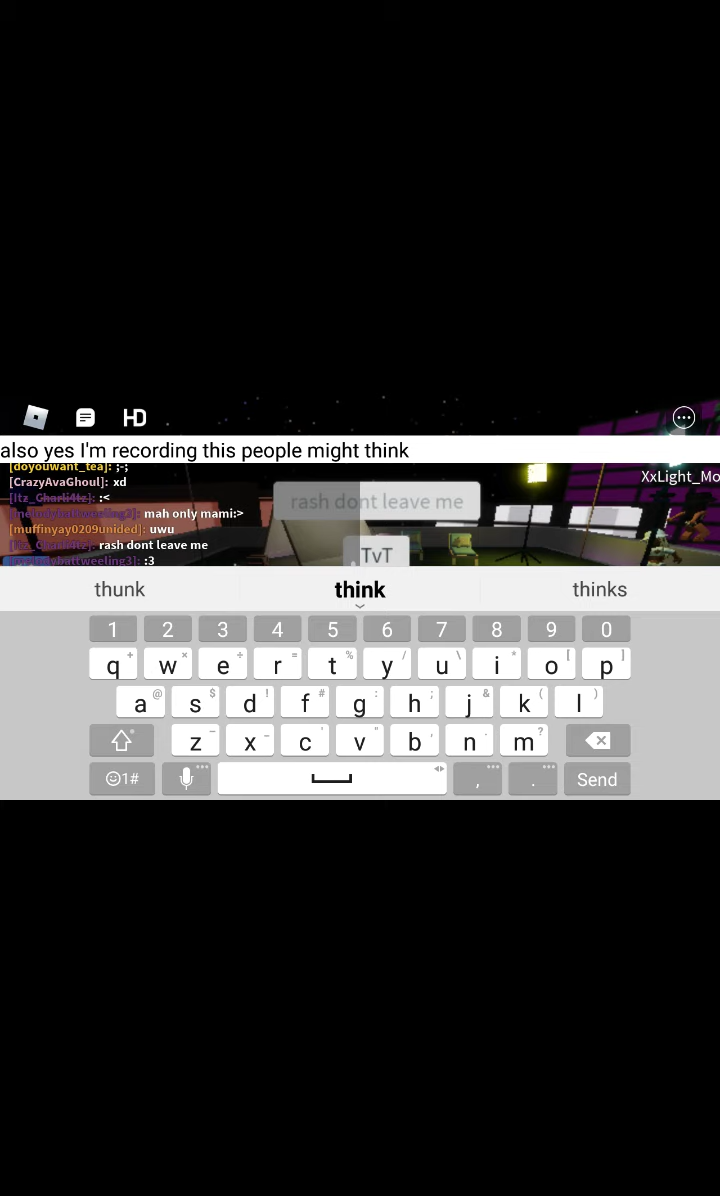 HD
also yes I'm recording this people might think
[doyouwant_tea]: ;-;
XxLight_Mo
[CrazyAvaGhoul]: xd
[Itz_Charli4tz]: :<
rash dont leave me
mah only mami:>
[muffinyay0209unided]: uwu
rash dont leave me
TvT
:3
thunk think thinks
1 2 3 4 5 6 7 8 9 0
q + w × e ÷ r = t % y / u \ i * o [ p ]
a @ s $ d ! f # g : h ; j & k ( l )
z - x _ c ' v " b , n . m ?
☺1# , . Send